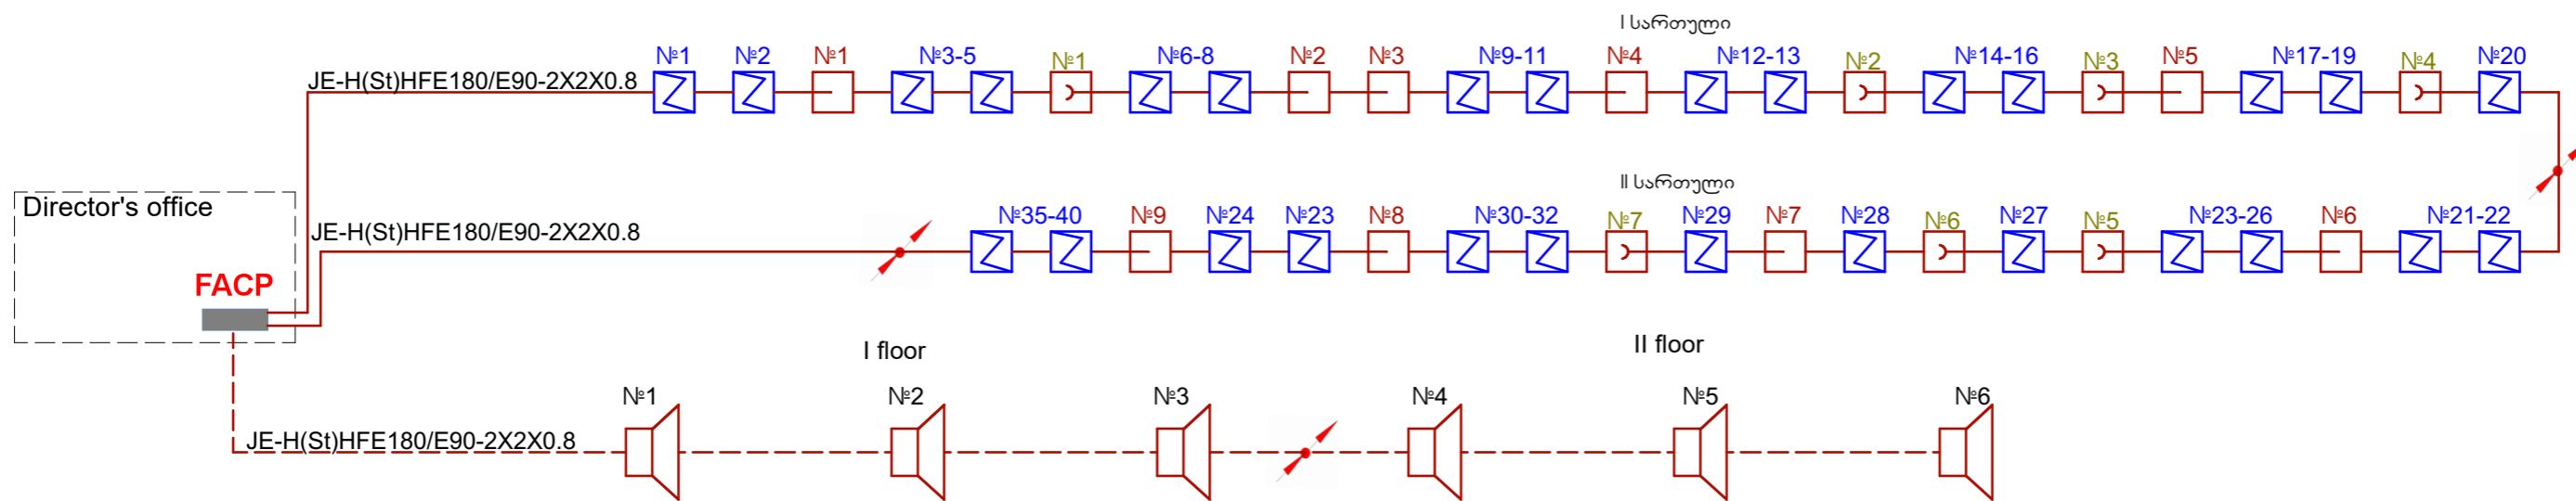 I სართული
№1 №2 №1 №3-5 №1 №6-8 №2 №3 №9-11 №4 №12-13 №2 №14-16 №3 №5 №17-19 №4 №20
JE-H(St)HFE180/E90-2X2X0.8
II სართული
Director's office
JE-H(St)HFE180/E90-2X2X0.8
№35-40 №9 №24 №23 №8 №30-32 №7 №29 №7 №28 №6 №27 №5 №23-26 №6 №21-22
FACP
I floor
II floor
№1 №2 №3 №4 №5 №6
JE-H(St)HFE180/E90-2X2X0.8